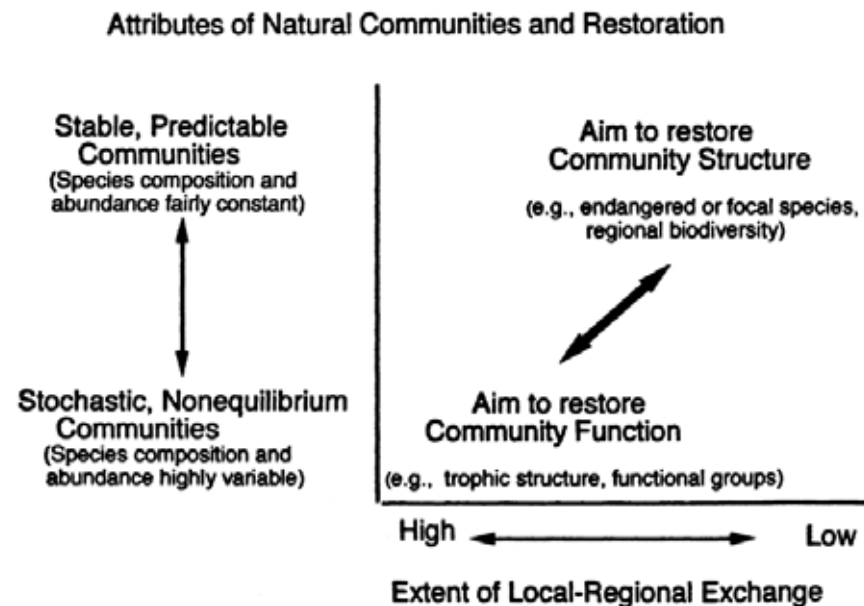 Attributes of Natural Communities and Restoration
Stable, Predictable
Communities
(Species composition and
abundance fairly constant)
Stochastic, Nonequilibrium
Communities
(Species composition and
abundance highly variable)
Aim to restore
Community Structure
(e.g., endangered or focal species,
regional biodiversity)
Aim to restore
Community Function
(e.g., trophic structure, functional groups)
High
Low
Extent of Local-Regional Exchange